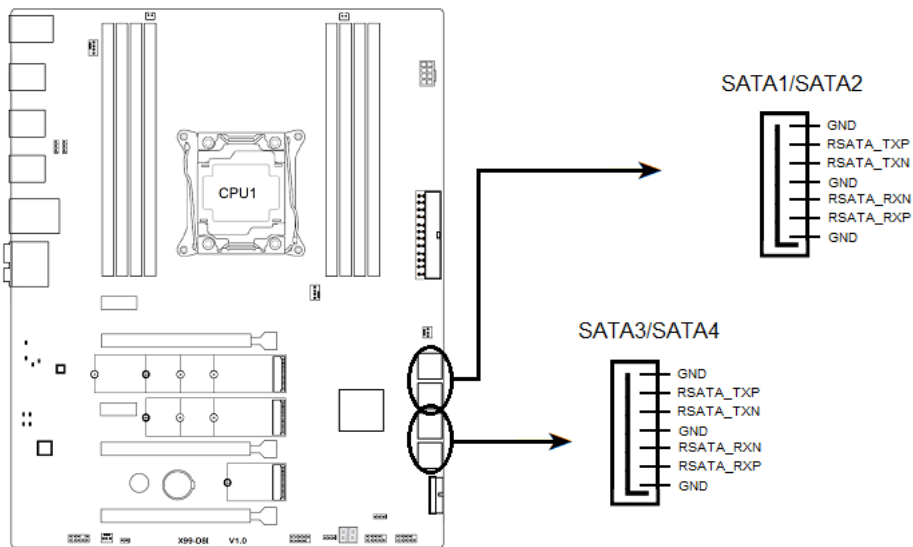 SATA1/SATA2
GND
RSATA_TXP
RSATA_TXN
GND
RSATA_RXN
RSATA_RXP
GND
CPU1
SATA3/SATA4
GND
RSATA_TXP
RSATA_TXN
GND
RSATA_RXN
RSATA_RXP
GND
X99-D8I V1.0